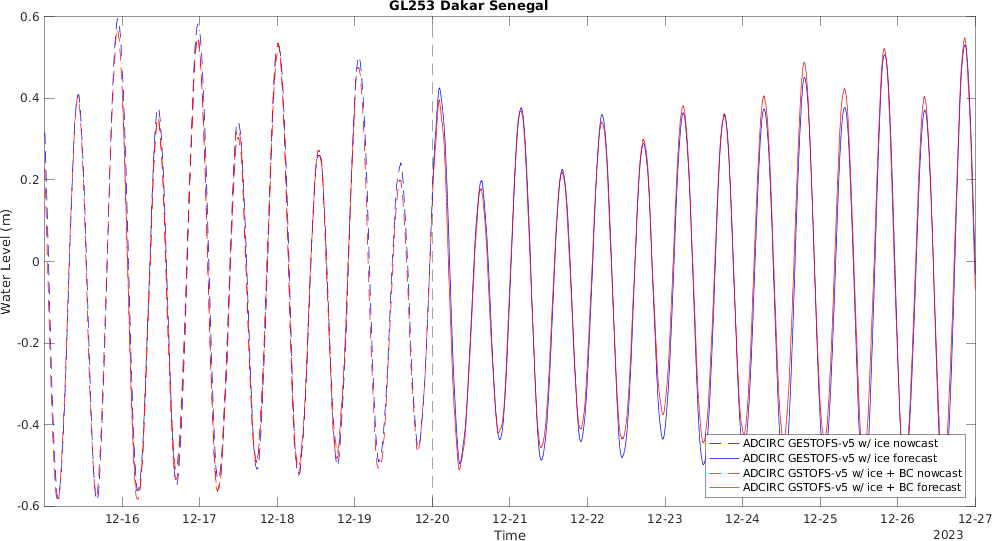 GL253 Dakar Senegal
0.6
0.4
0.2
0
-0.2
-0.4
-0.6
Water Level (m)
ADCIRC GESTOFS-v5 w/ ice nowcast
ADCIRC GESTOFS-v5 w/ ice forecast
ADCIRC GSTOFS-v5 w/ ice + BC nowcast
ADCIRC GSTOFS-v5 w/ ice + BC forecast
12-16 12-17 12-18 12-19 12-20 12-21 12-22 12-23 12-24 12-25 12-26 12-27
Time
2023